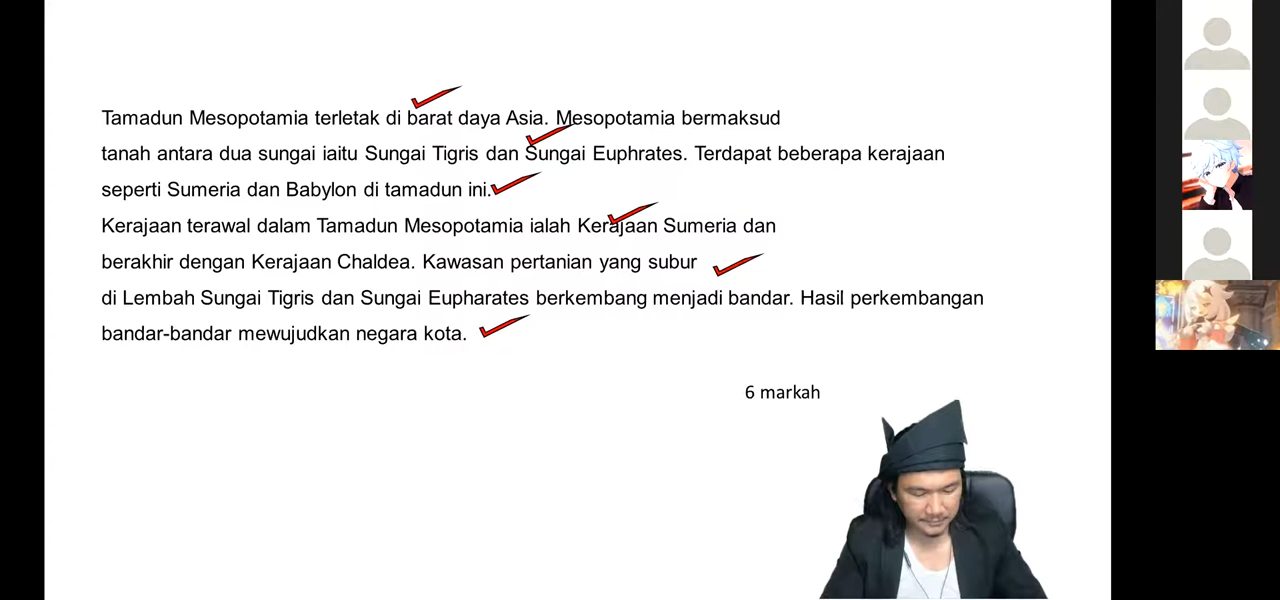 Tamadun Mesopotamia terletak di barat daya Asia. Mesopotamia bermaksud
tanah antara dua sungai iaitu Sungai Tigris dan Sungai Euphrates. Terdapat beberapa kerajaan
seperti Sumeria dan Babylon di tamadun ini.
Kerajaan terawal dalam Tamadun Mesopotamia ialah Kerajaan Sumeria dan
berakhir dengan Kerajaan Chaldea. Kawasan pertanian yang subur
di Lembah Sungai Tigris dan Sungai Eupharates berkembang menjadi bandar. Hasil perkembangan
bandar-bandar mewujudkan negara kota.
6 markah